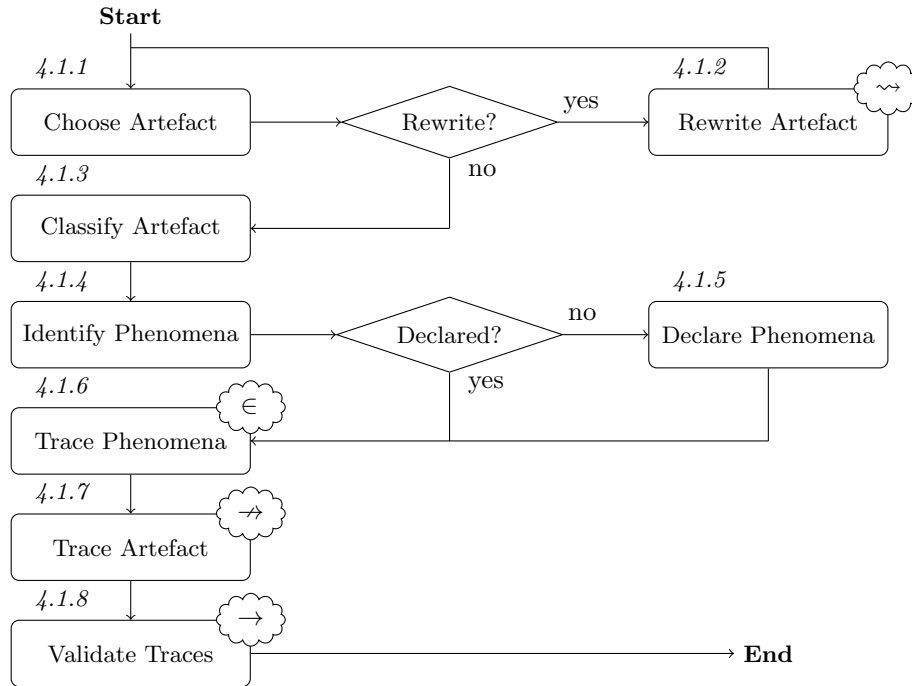 Start
4.1.1
4.1.2
Choose Artefact
Rewrite?
yes
Rewrite Artefact
⇝
no
4.1.3
Classify Artefact
4.1.4
4.1.5
Identify Phenomena
Declared?
no
Declare Phenomena
yes
4.1.6
∈
Trace Phenomena
4.1.7
↛
Trace Artefact
4.1.8
→
Validate Traces
End